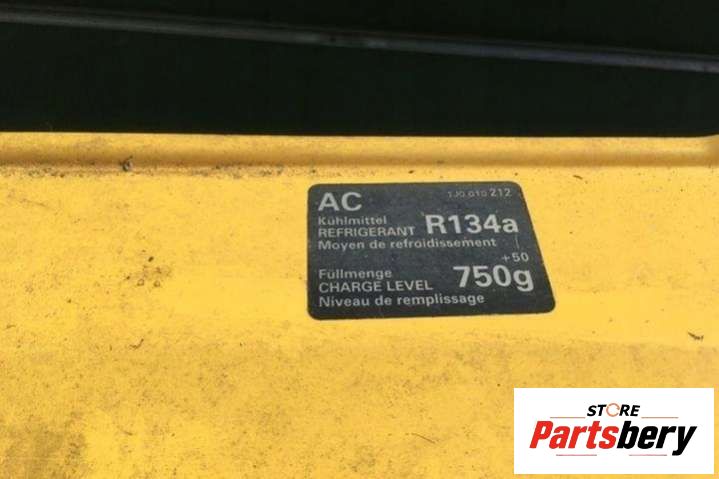 AC 1J0 010 212
Kühlmittel
REFRIGERANT R134a
Moyen de refroidissement
+50
Füllmenge
CHARGE LEVEL 750g
Niveau de remplissage
STORE
Partsbery